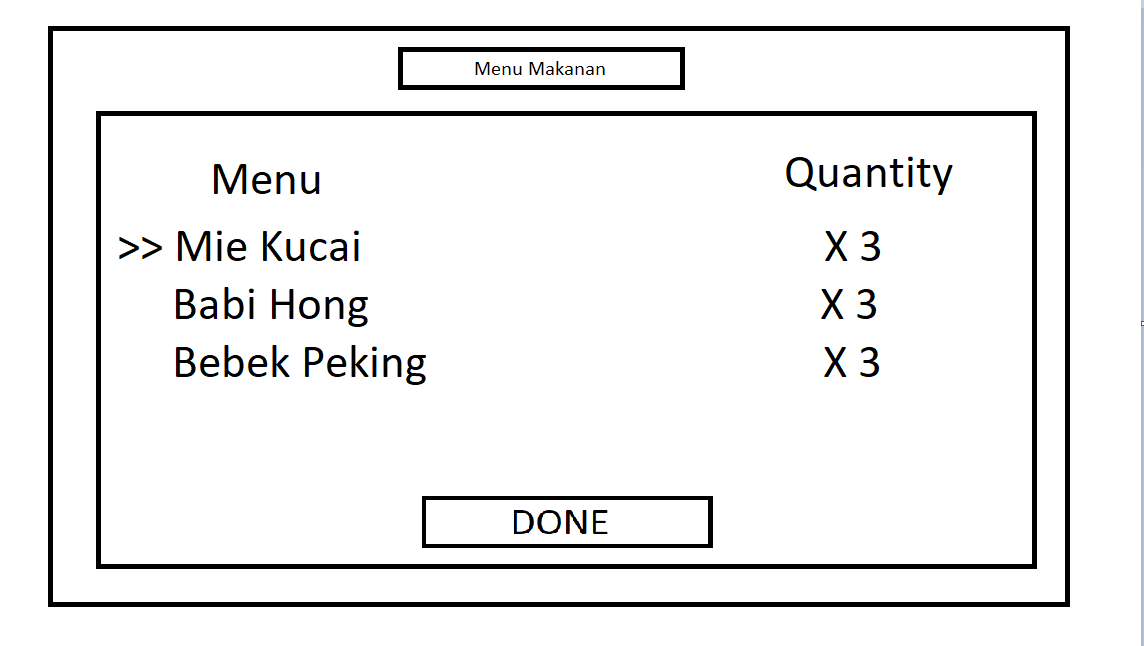 Menu Makanan
Menu Quantity
>> Mie Kucai X 3
Babi Hong X 3
Bebek Peking X 3
DONE